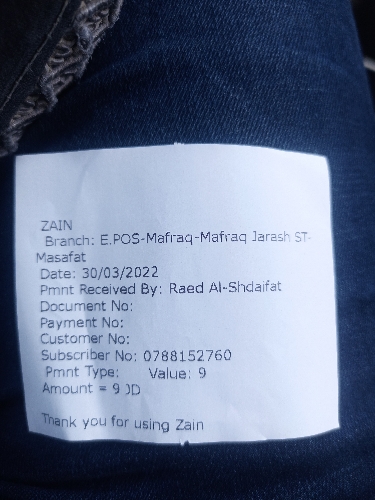 ZAIN
Branch: E.POS-Mafraq-Mafraq Jarash ST-
Masafat
Date: 30/03/2022
Pmnt Received By: Raed Al-Shdaifat
Document No:
Payment No:
Customer No:
Subscriber No: 0788152760
Pmnt Type: Value: 9
Amount = 9 JD
Thank you for using Zain